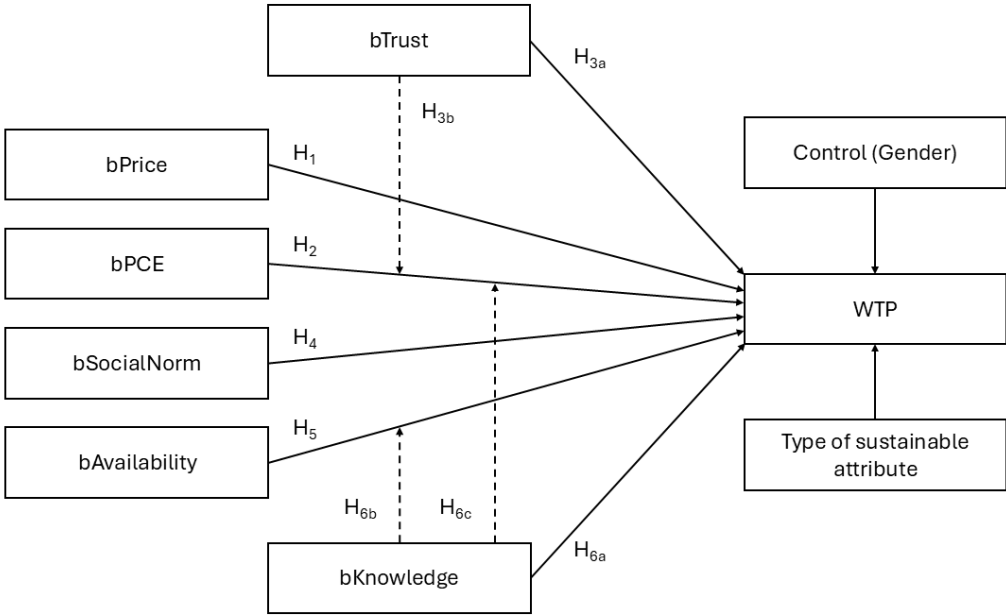 bTrust
H3a
H3b
bPrice
H1
Control (Gender)
bPCE
H2
WTP
bSocialNorm
H4
bAvailability
H5
Type of sustainable
attribute
H6b
H6c
H6a
bKnowledge